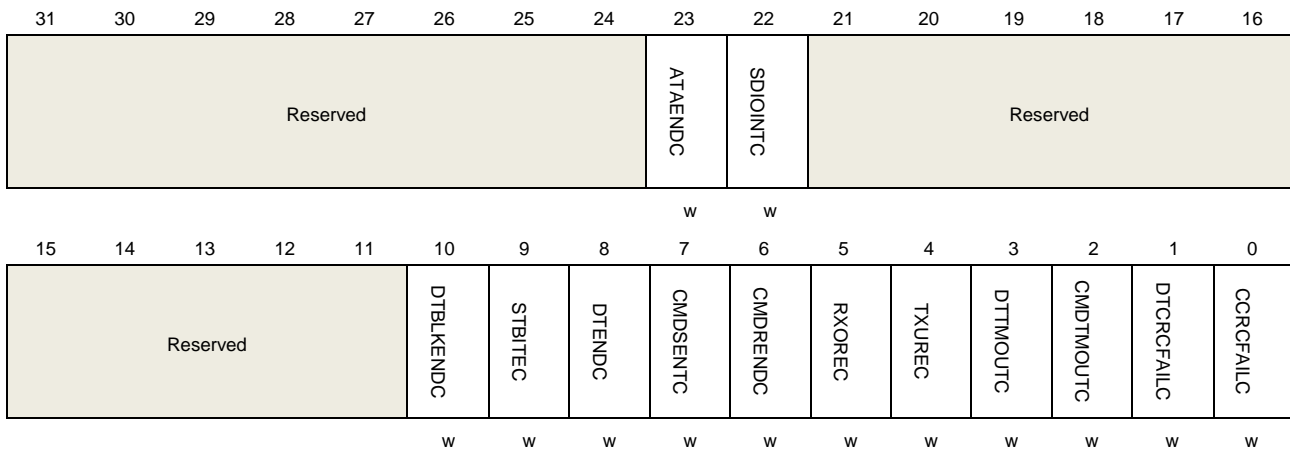 31 30 29 28 27 26 25 24 23 22 21 20 19 18 17 16
Reserved ATAENDC SDIOINTC Reserved
w w
15 14 13 12 11 10 9 8 7 6 5 4 3 2 1 0
Reserved DTBLKENDC STBITEC DTENDC CMDSENTC CMDRENDC RXOREC TXUREC DTTMOUTC CMDTMOUTC DTCRCFAILC CCRCFAILC
w w w w w w w w w w w